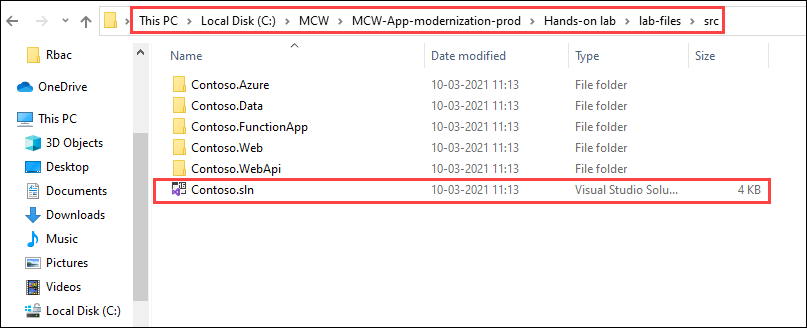 This PC > Local Disk (C:) > MCW > MCW-App-modernization-prod > Hands-on lab > lab-files > src
Rbac
OneDrive
This PC
3D Objects
Desktop
Documents
Downloads
Music
Pictures
Videos
Local Disk (C:)
Name Date modified Type Size
Contoso.Azure 10-03-2021 11:13 File folder
Contoso.Data 10-03-2021 11:13 File folder
Contoso.FunctionApp 10-03-2021 11:13 File folder
Contoso.Web 10-03-2021 11:13 File folder
Contoso.WebApi 10-03-2021 11:13 File folder
Contoso.sln 10-03-2021 11:13 Visual Studio Solu... 4 KB